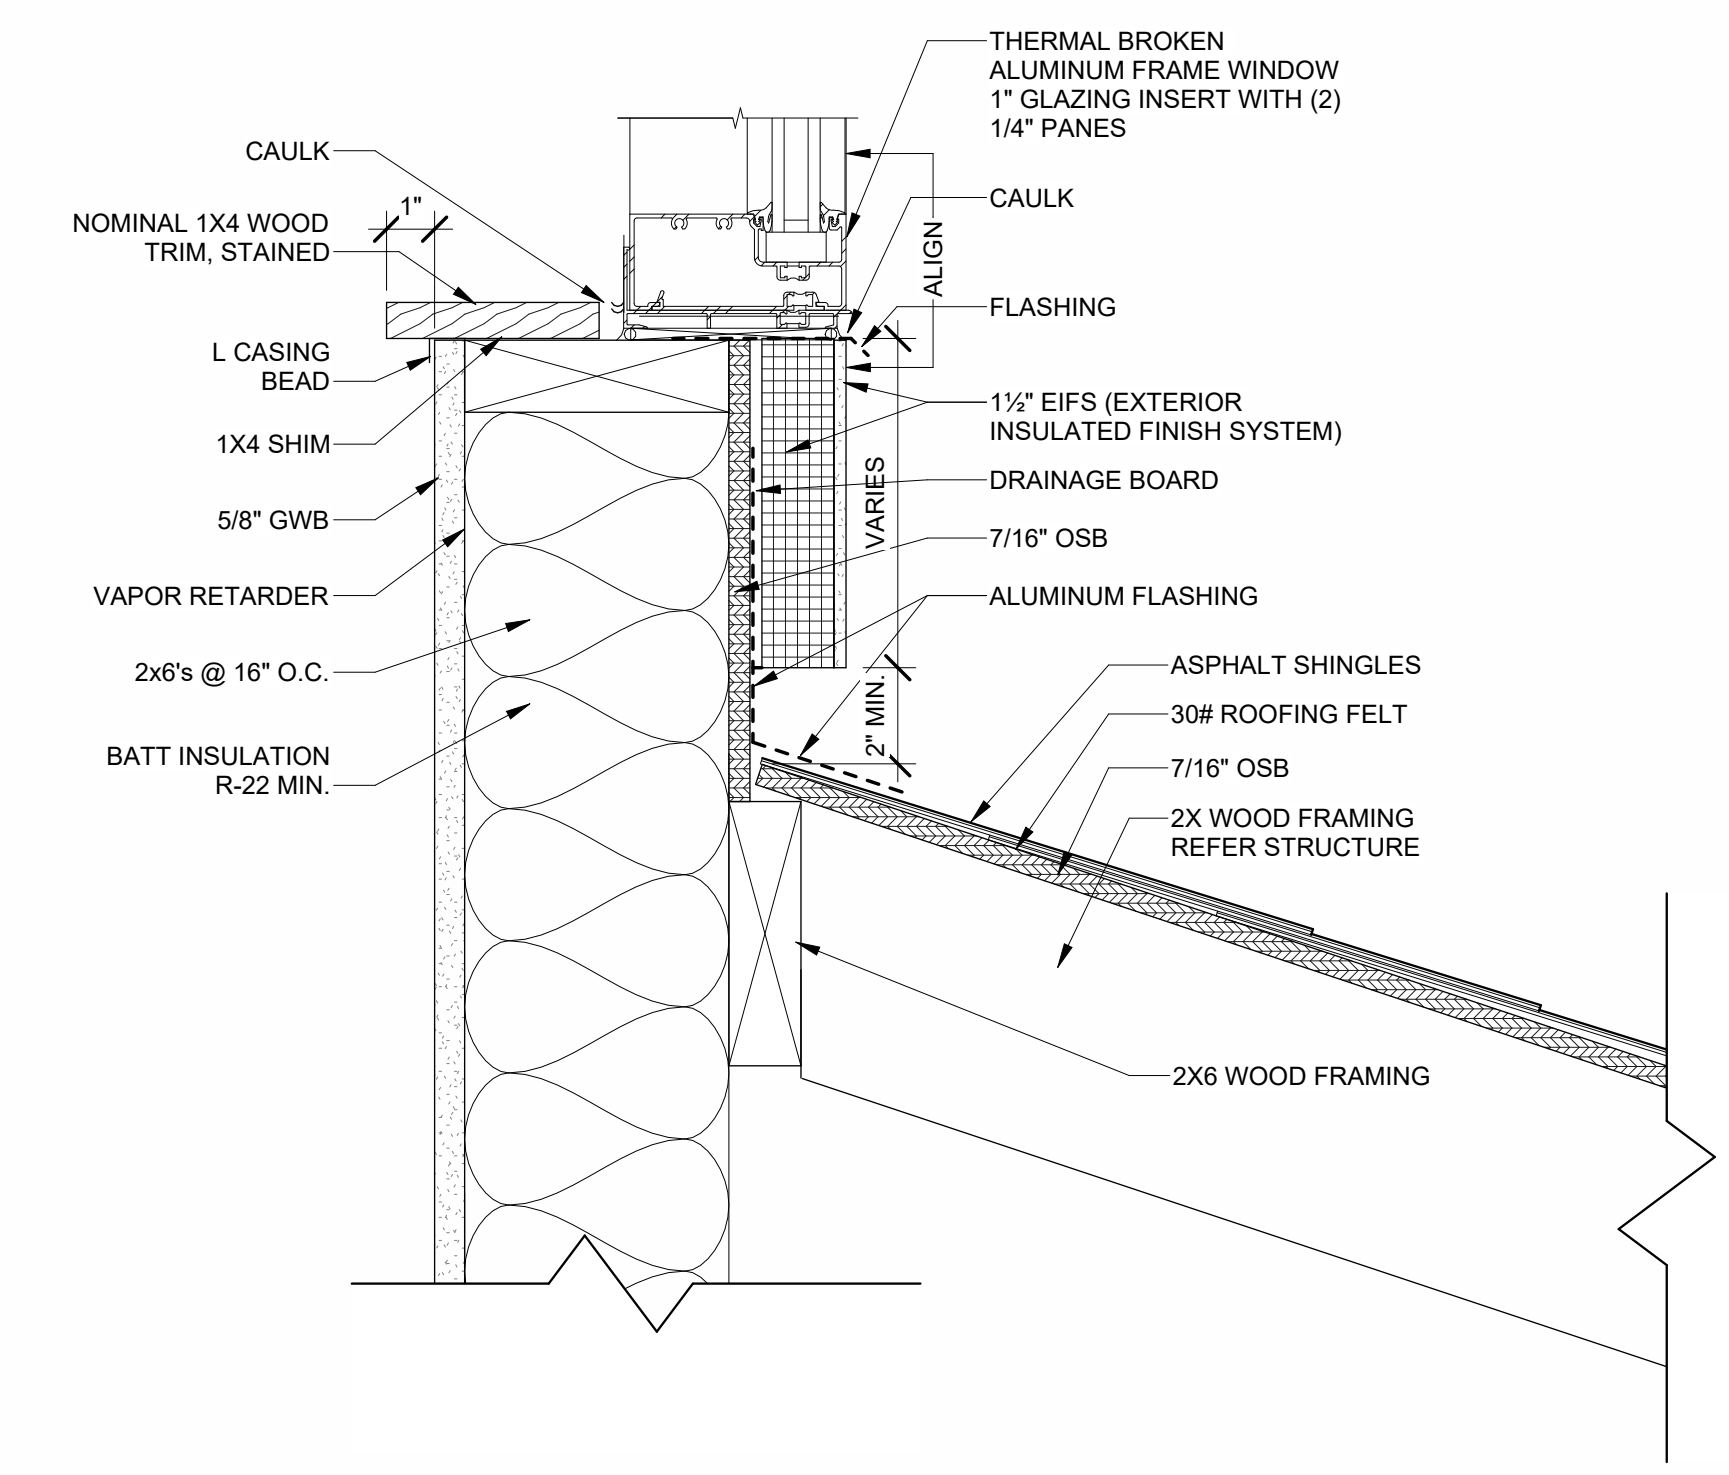 THERMAL BROKEN
ALUMINUM FRAME WINDOW
1" GLAZING INSERT WITH (2)
1/4" PANES
CAULK
NOMINAL 1X4 WOOD
TRIM, STAINED
1"
L CASING
BEAD
1X4 SHIM
5/8" GWB
VAPOR RETARDER
2x6's @ 16" O.C.
BATT INSULATION
R-22 MIN.
CAULK
ALIGN
FLASHING
1½" EIFS (EXTERIOR
INSULATED FINISH SYSTEM)
VARIES
DRAINAGE BOARD
7/16" OSB
ALUMINUM FLASHING
2" MIN.
ASPHALT SHINGLES
30# ROOFING FELT
7/16" OSB
2X WOOD FRAMING
REFER STRUCTURE
2X6 WOOD FRAMING